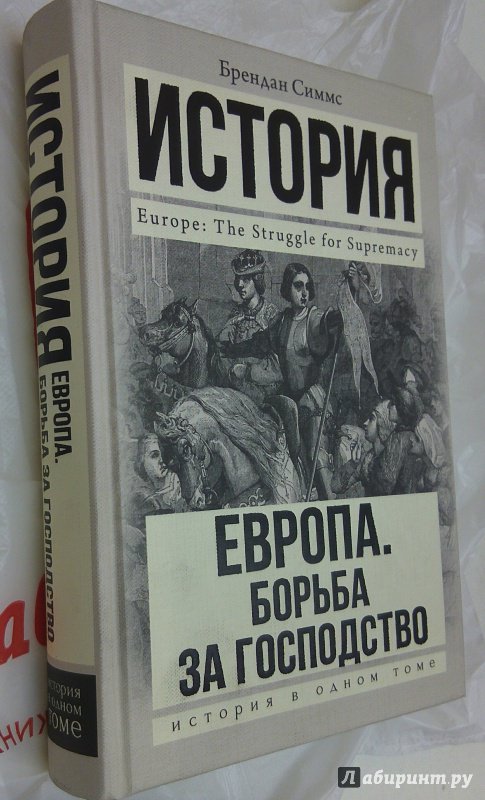 Брендан Симмс
ИСТОРИЯ
Europe: The Struggle for Supremacy
ЕВРОПА.
БОРЬБА
ЗА ГОСПОДСТВО
история в одном томе
ИСТОРИЯ
ЕВРОПА.
БОРЬБА ЗА ГОСПОДСТВО
история
в одном
томе
Лабиринт.ру